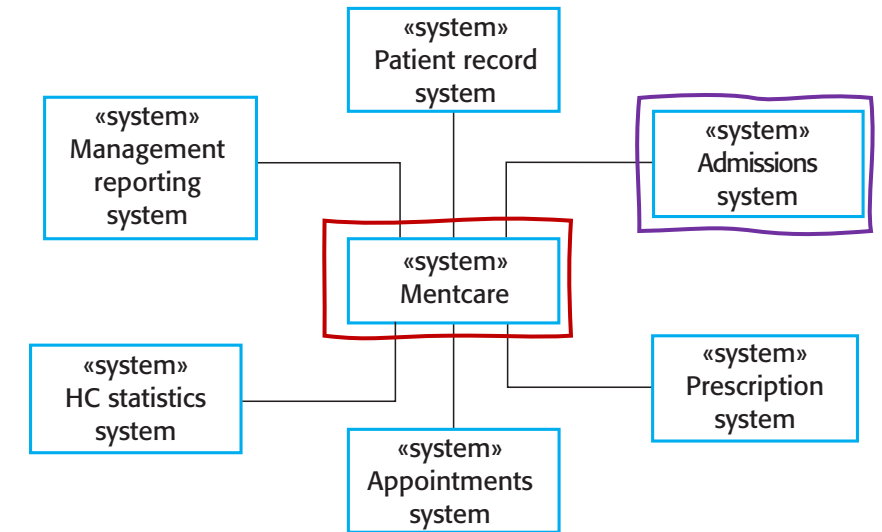 «system»
Patient record
system
«system»
Management
reporting
system
«system»
Admissions
system
«system»
Mentcare
«system»
HC statistics
system
«system»
Prescription
system
«system»
Appointments
system